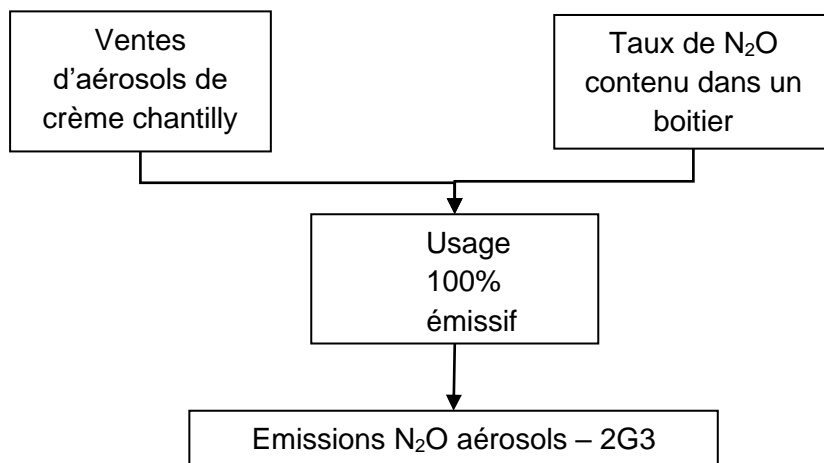 Ventes
d’aérosols de
crème chantilly
Taux de N₂O
contenu dans un
boitier
Usage
100%
émissif
Emissions N₂O aérosols – 2G3